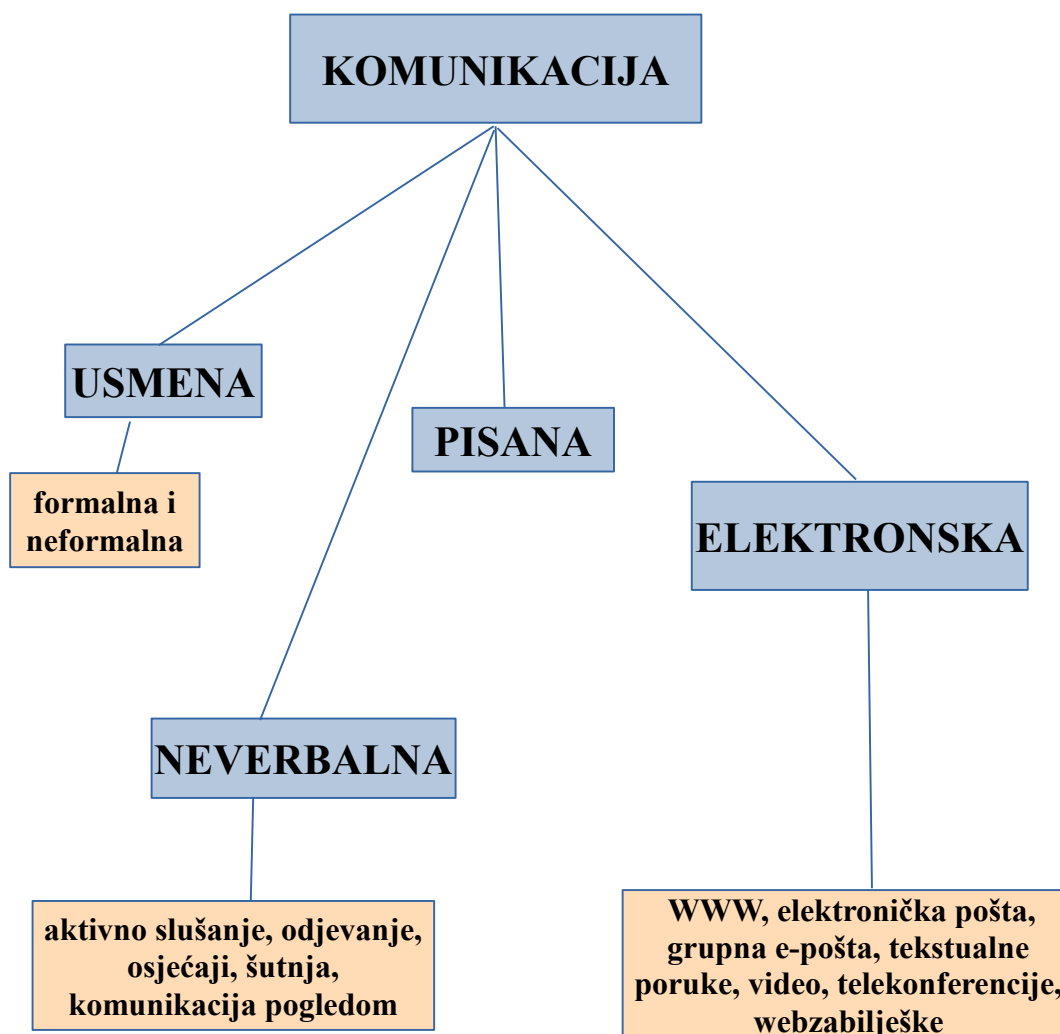 KOMUNIKACIJA
USMENA
formalna i
neformalna
PISANA
ELEKTRONSKA
NEVERBALNA
aktivno slušanje, odjevanje,
osjećaji, šutnja,
komunikacija pogledom
WWW, elektronička pošta,
grupna e-pošta, tekstualne
poruke, video, telekonferencije,
webzabilješke